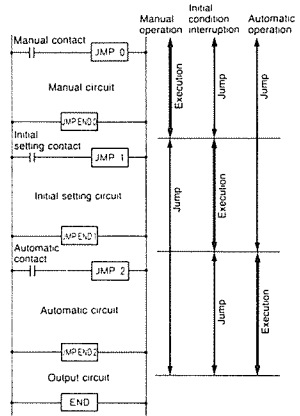 Manual operation
Initial condition interruption
Automatic operation
Manual contact
JMP 0
Manual circuit
JMP END 0
Execution
Jump
Jump
Initial setting contact
JMP 1
Initial setting circuit
JMP END 1
Jump
Execution
Automatic contact
JMP 2
Automatic circuit
JMP END 2
Jump
Execution
Output circuit
END